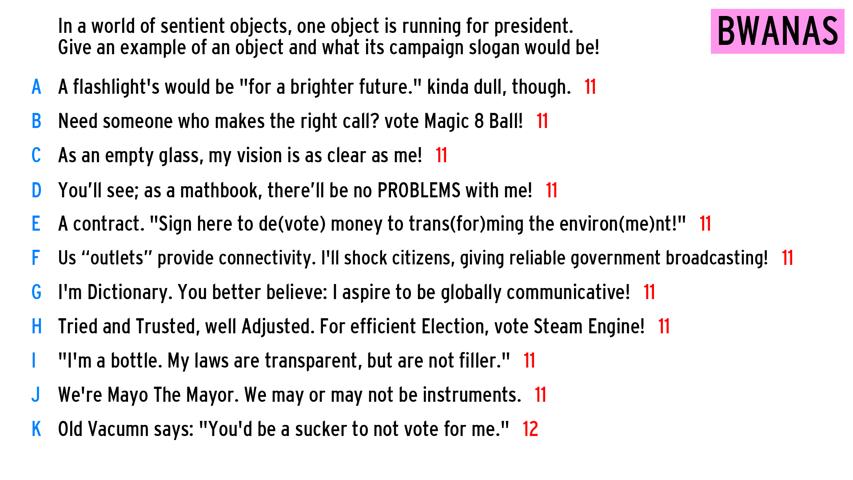 In a world of sentient objects, one object is running for president.
Give an example of an object and what its campaign slogan would be!
BWANAS
A A flashlight's would be "for a brighter future." kinda dull, though. 11
B Need someone who makes the right call? vote Magic 8 Ball! 11
C As an empty glass, my vision is as clear as me! 11
D You’ll see; as a mathbook, there’ll be no PROBLEMS with me! 11
E A contract. "Sign here to de(vote) money to trans(for)ming the environ(me)nt!" 11
F Us “outlets” provide connectivity. I'll shock citizens, giving reliable government broadcasting! 11
G I'm Dictionary. You better believe: I aspire to be globally communicative! 11
H Tried and Trusted, well Adjusted. For efficient Election, vote Steam Engine! 11
I "I'm a bottle. My laws are transparent, but are not filler." 11
J We're Mayo The Mayor. We may or may not be instruments. 11
K Old Vacumn says: "You'd be a sucker to not vote for me." 12